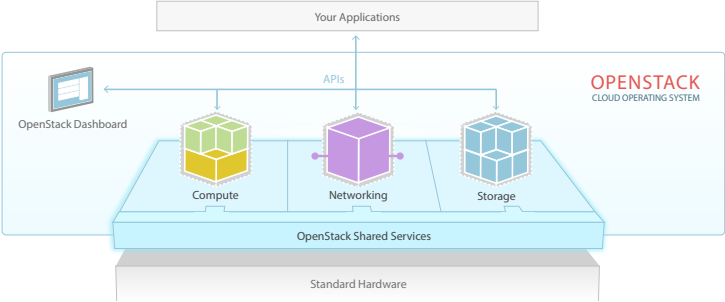 Your Applications
APIs
OPENSTACK
CLOUD OPERATING SYSTEM
OpenStack Dashboard
Compute
Networking
Storage
OpenStack Shared Services
Standard Hardware